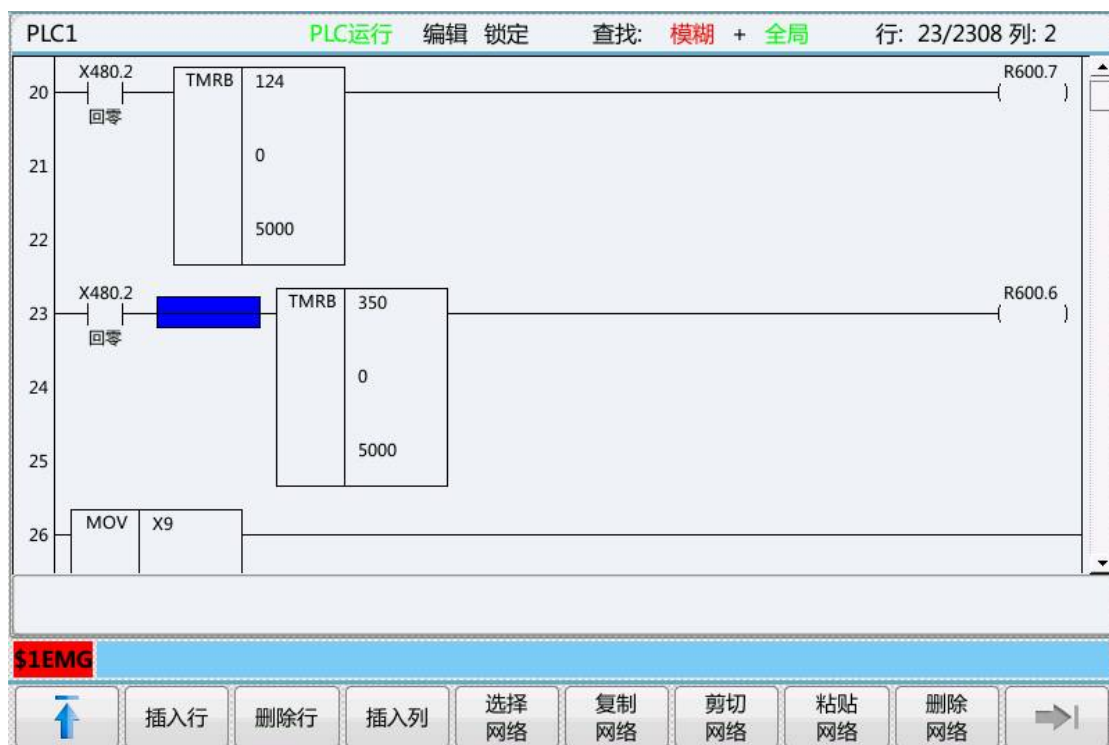 PLC1 PLC运行 编辑 锁定 查找: 模糊 + 全局 行: 23/2308 列: 2
X480.2 TMRB 124 R600.7
20
回零
21 0
22 5000
X480.2 TMRB 350 R600.6
23
回零
24 0
25 5000
MOV X9
26
$1EMG
插入行 删除行 插入列 选择 复制 剪切 粘贴 删除
网络 网络 网络 网络 网络